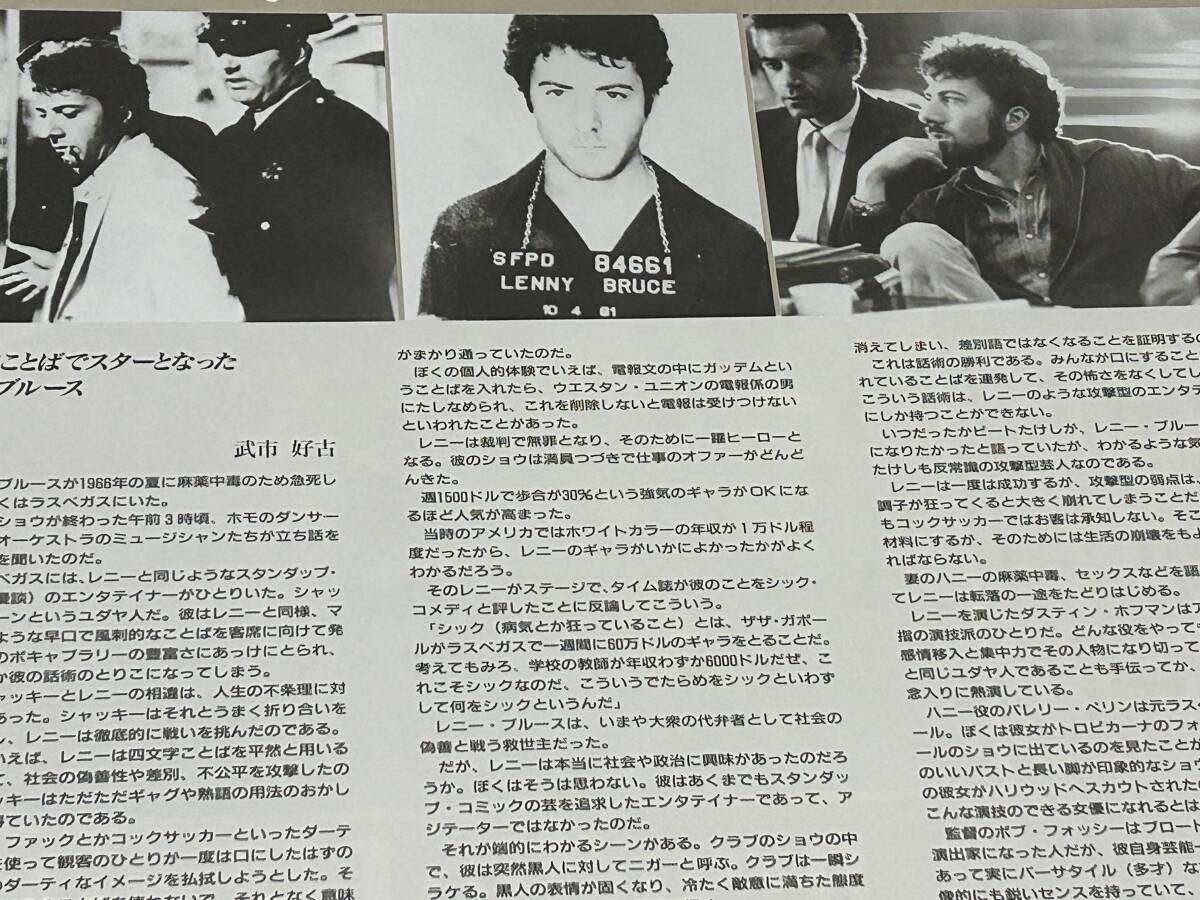 SFPD 84661
LENNY BRUCE
10 4 61
ことばでスターとなった
ブルース
武市 好古
ブルースが1966年の夏に麻薬中毒のため急死し
くはラスベガスにいた。
ショウが終わった午前3時頃、ホモのダンサー
オーケストラのミュージシャンたちが立ち話を
を聞いたのだ。
ベガスには、レニーと同じようなスタンダップ・
漫談）のエンタテイナーがひとりいた。シャッ
ーンというユダヤ人だ。彼はレニーと同様、マ
ような早口で風刺的なことばを客席に向けて発
のボキャブラリーの豊富さにあっけにとられ、
か彼の話術のとりこになってしまう。
ャッキーとレニーの相違は、人生の不条理に対
あった。シャッキーはそれとうまく折り合いを
、レニーは徹底的に戦いを挑んだのである。
いえば、レニーは四文字ことばを平然と用いる
て、社会の偽善性や差別、不公平を攻撃したの
ッキーはただただギャグや熟語の用法のおかし
得ていたのである。
ファックとかコックサッカーといったダーテ
を使って観客のひとりが一度は口にしたはずの
のダーティなイメージを払拭しようとした。そ
それとなく意味
がまかり通っていたのだ。
ぼくの個人的体験でいえば、電報文の中にガッデムとい
うことばを入れたら、ウエスタン・ユニオンの電報係の男
にたしなめられ、これを削除しないと電報は受けつけない
といわれたことがあった。
レニーは裁判で無罪となり、そのために一躍ヒーローと
なる。彼のショウは満員つづきで仕事のオファーがどんど
んきた。
週1500ドルで歩合が30%という強気のギャラがOKにな
るほど人気が高まった。
当時のアメリカではホワイトカラーの年収が1万ドル程
度だったから、レニーのギャラがいかによかったかがよく
わかるだろう。
そのレニーがステージで、タイム誌が彼のことをシック・
コメディと評したことに反論してこういう。
「シック（病気とか狂っていること）とは、ザザ・ガボー
ルがラスベガスで一週間に60万ドルのギャラをとることだ。
考えてもみろ、学校の教師が年収わずか6000ドルだぜ、こ
れこそシックなのだ、こういうでたらめをシックといわず
して何をシックというんだ」
レニー・ブルースは、いまや大衆の代弁者として社会の
偽善と戦う救世主だった。
だが、レニーは本当に社会や政治に興味があったのだろ
うか。ぼくはそうは思わない。彼はあくまでもスタンダッ
プ・コミックの芸を追求したエンタテイナーであって、ア
ジテーターではなかったのだ。
それが端的にわかるシーンがある。クラブのショウの中
で、彼は突然黒人に対してニガーと呼ぶ。クラブは一瞬シ
ラケる。黒人の表情が固くなり、冷たく敵意に満ちた態度
消えてしまい、差別語ではなくなることを証明する
これは話術の勝利である。みんなが口にすること
れていることばを連発して、その怖さをなくしてし
こういう話術は、レニーのような攻撃型のエンタテ
にしか持つことができない。
いつだったかビートたけしが、レニー・ブルー
になりたかったと語っていたが、わかるような気
たけしも反常識の攻撃型芸人なのである。
レニーは一度は成功するが、攻撃型の弱点は、
調子が狂ってくると大きく崩れてしまうことだ
もコックサッカーではお客は承知しない。そこ
材料にするが、そのためには生活の崩壊をもよ
ればならない。
妻のハニーの麻薬中毒、セックスなどを語
てレニーは転落の一途をたどりはじめる。
レニーを演じたダスティン・ホフマンはア
指の演技派のひとりだ。どんな役をやっても
感情移入と集中力でその人物になり切って
と同じユダヤ人であることも手伝ってか、
念入りに熱演している。
ハニー役のバレリー・ペリンは元ラスベ
ール。ぼくは彼女がトロピカーナのフォ
ールのショウに出ているのを見たことが
のいいバストと長い脚が印象的なショウ
の彼女がハリウッドへスカウトされた
こんな演技のできる女優になれるとは
監督のボブ・フォッシーはブロード
演出家になった人だが、彼自身芸能一
あって実にバーサタイル（多才）な
像的にも鋭いセンスを持っていて、